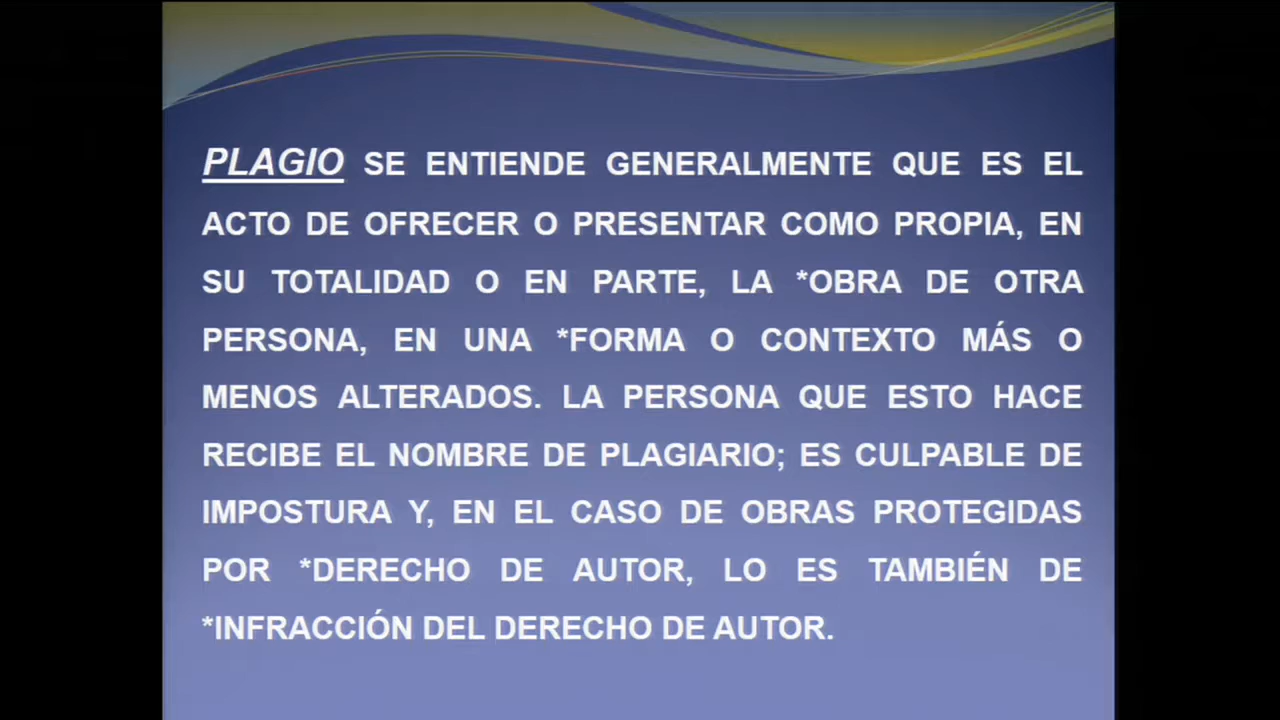 PLAGIO SE ENTIENDE GENERALMENTE QUE ES EL
ACTO DE OFRECER O PRESENTAR COMO PROPIA, EN
SU TOTALIDAD O EN PARTE, LA *OBRA DE OTRA
PERSONA, EN UNA *FORMA O CONTEXTO MÁS O
MENOS ALTERADOS. LA PERSONA QUE ESTO HACE
RECIBE EL NOMBRE DE PLAGIARIO; ES CULPABLE DE
IMPOSTURA Y, EN EL CASO DE OBRAS PROTEGIDAS
POR *DERECHO DE AUTOR, LO ES TAMBIÉN DE
*INFRACCIÓN DEL DERECHO DE AUTOR.